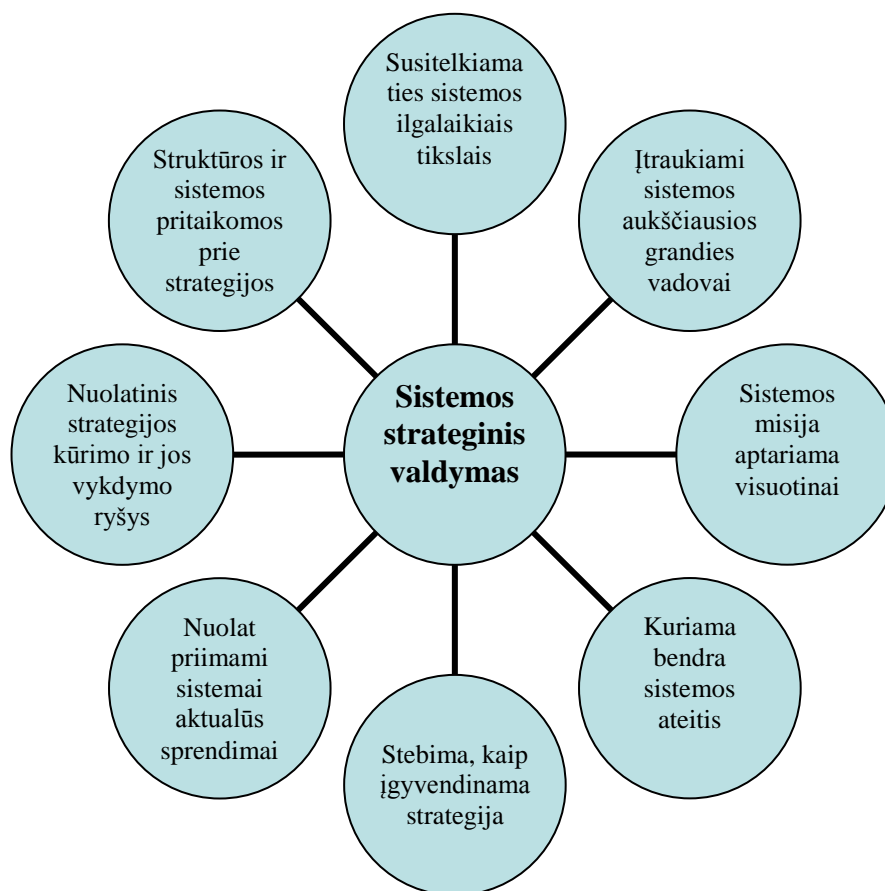 Susitelkiama
ties sistemos
ilgalaikiais
tikslais
Įtraukiami
sistemos
aukščiausios
grandies
vadovai
Sistemos
misija
aptariama
visuotinai
Kuriama
bendra
sistemos
ateitis
Stebima, kaip
įgyvendinama
strategija
Nuolat
priimami
sistemai
aktualūs
sprendimai
Nuolatinis
strategijos
kūrimo ir jos
vykdymo
ryšys
Struktūros ir
sistemos
pritaikomos
prie
strategijos
Sistemos
strateginis
valdymas